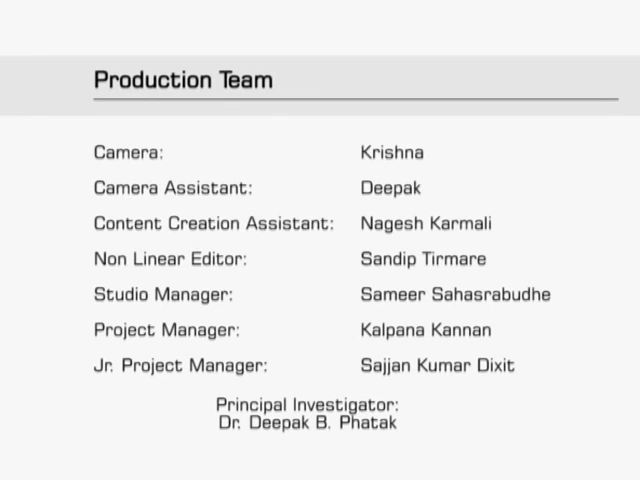 Production Team
Camera: Krishna
Camera Assistant: Deepak
Content Creation Assistant: Nagesh Karmali
Non Linear Editor: Sandip Tirmare
Studio Manager: Sameer Sahasrabudhe
Project Manager: Kalpana Kannan
Jr. Project Manager: Sajjan Kumar Dixit
Principal Investigator:
Dr. Deepak B. Phatak